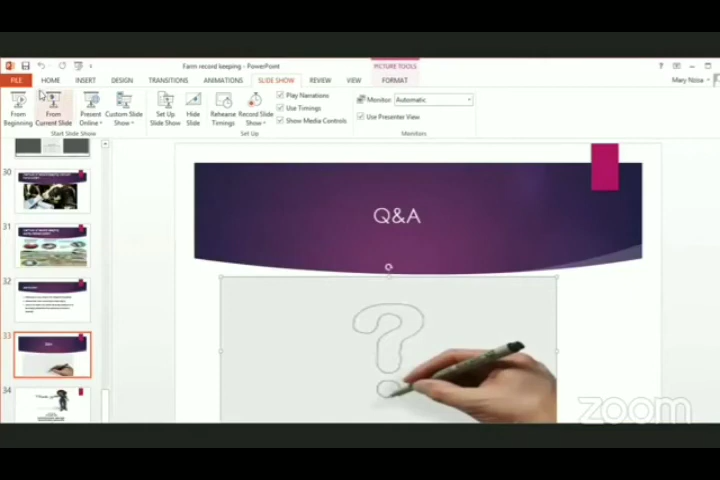 Farm record keeping - PowerPoint
PICTURE TOOLS
FILE HOME INSERT DESIGN TRANSITIONS ANIMATIONS SLIDE SHOW REVIEW VIEW FORMAT
Mary Noise
From Beginning
From Current Slide
Present Online
Custom Slide Show
Set Up Slide Show
Hide Slide
Rehearse Timings
Record Slide Show
Play Narrations
Use Timings
Show Media Controls
Monitor: Automatic
Use Presenter View
Start Slide Show
Set Up
Monitors
30
31
32
33
34
Q&A
?
zoom